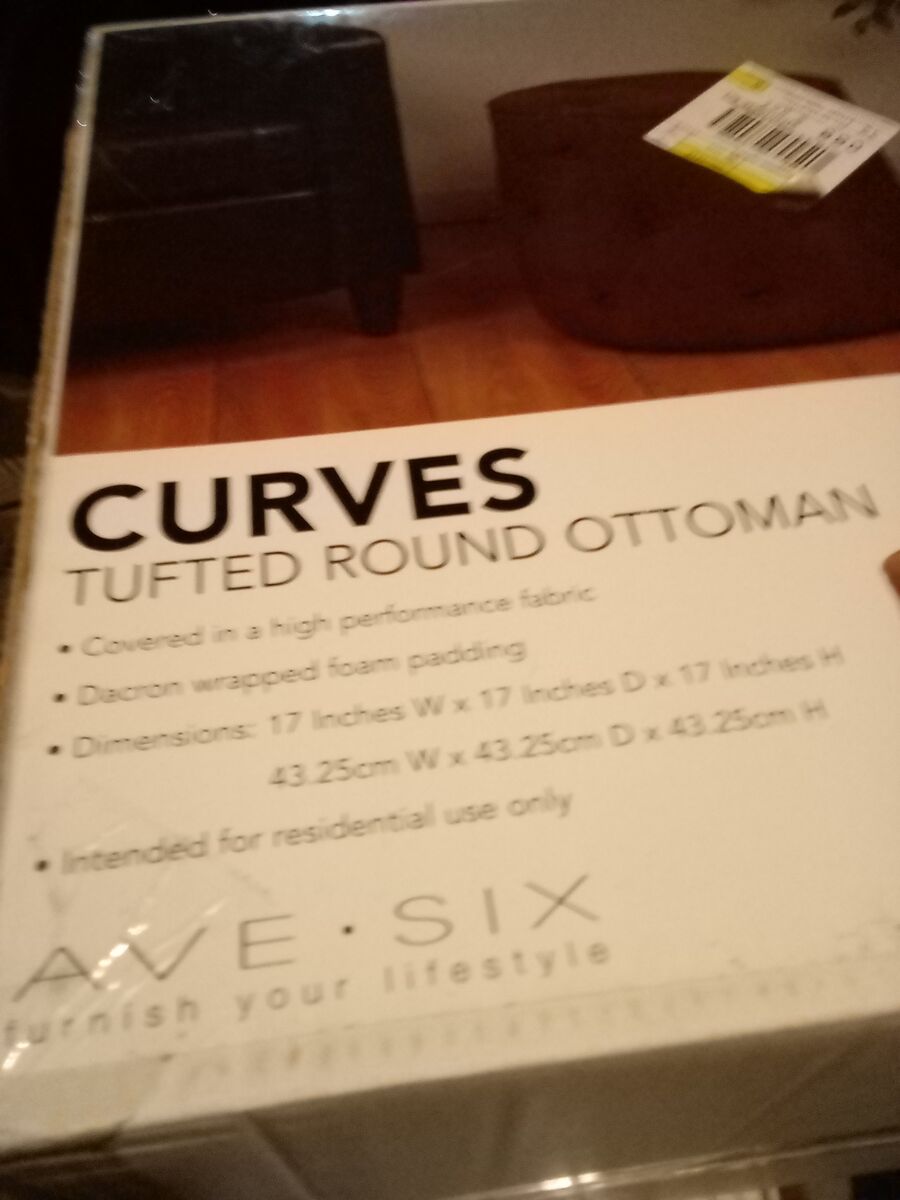 CURVES
TUFTED ROUND OTTOMAN
• Covered in a high performance fabric
• Dacron wrapped foam padding
• Dimensions: 17 Inches W x 17 Inches D x 17 Inches H
43.25cm W x 43.25cm D x 43.25cm H
• Intended for residential use only
AVE·SIX
furnish your lifestyle